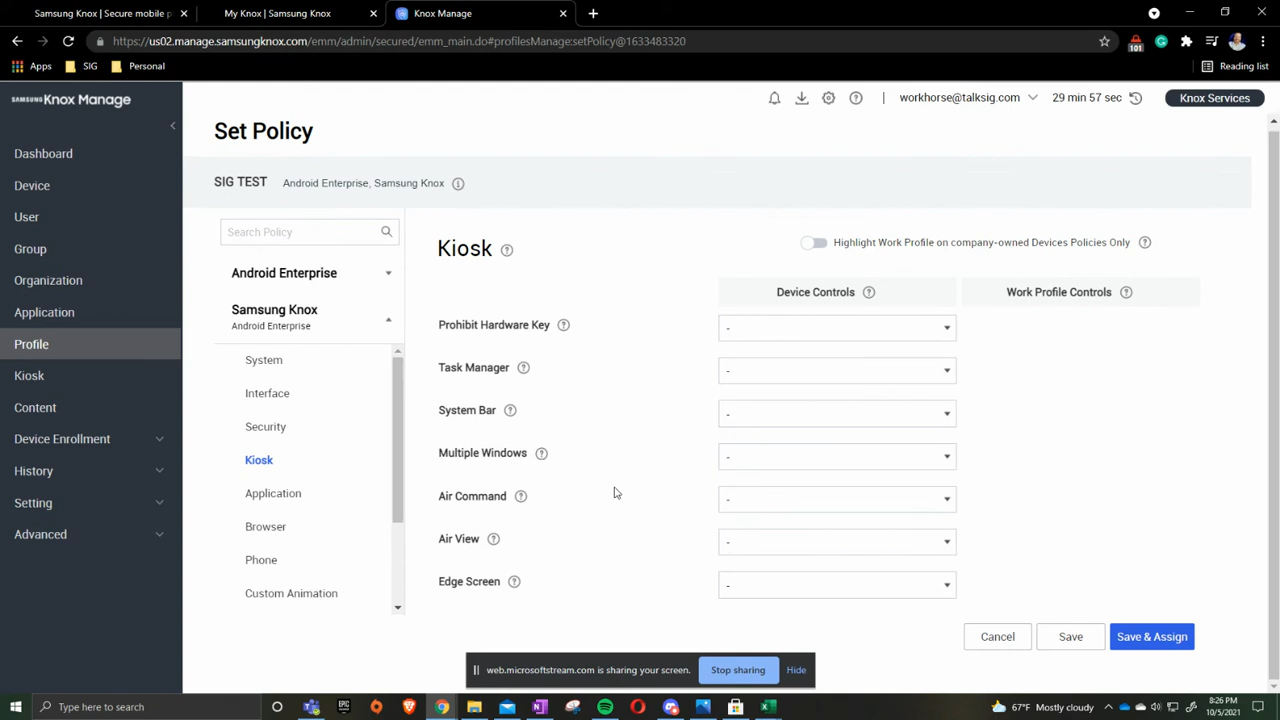 Samsung Knox | Secure mobile p
My Knox | Samsung Knox
Knox Manage
https://us02.manage.samsungknox.com/emm/admin/secured/emm_main.do#profilesManage:setPolicy@1633483320
101
Apps
SIG
Personal
Reading list
SAMSUNG Knox Manage
workhorse@talksig.com
29 min 57 sec
Knox Services
Dashboard
Device
User
Group
Organization
Application
Profile
Kiosk
Content
Device Enrollment
History
Setting
Advanced
Set Policy
SIG TEST
Android Enterprise, Samsung Knox
Search Policy
Android Enterprise
Samsung Knox
Android Enterprise
System
Interface
Security
Kiosk
Application
Browser
Phone
Custom Animation
Kiosk
Highlight Work Profile on company-owned Devices Policies Only
Device Controls
Work Profile Controls
Prohibit Hardware Key
-
Task Manager
-
System Bar
-
Multiple Windows
-
Air Command
-
Air View
-
Edge Screen
-
Cancel
Save
Save & Assign
web.microsoftstream.com is sharing your screen.
Stop sharing
Hide
Type here to search
EPIC
67°F Mostly cloudy
8:26 PM
10/5/2021